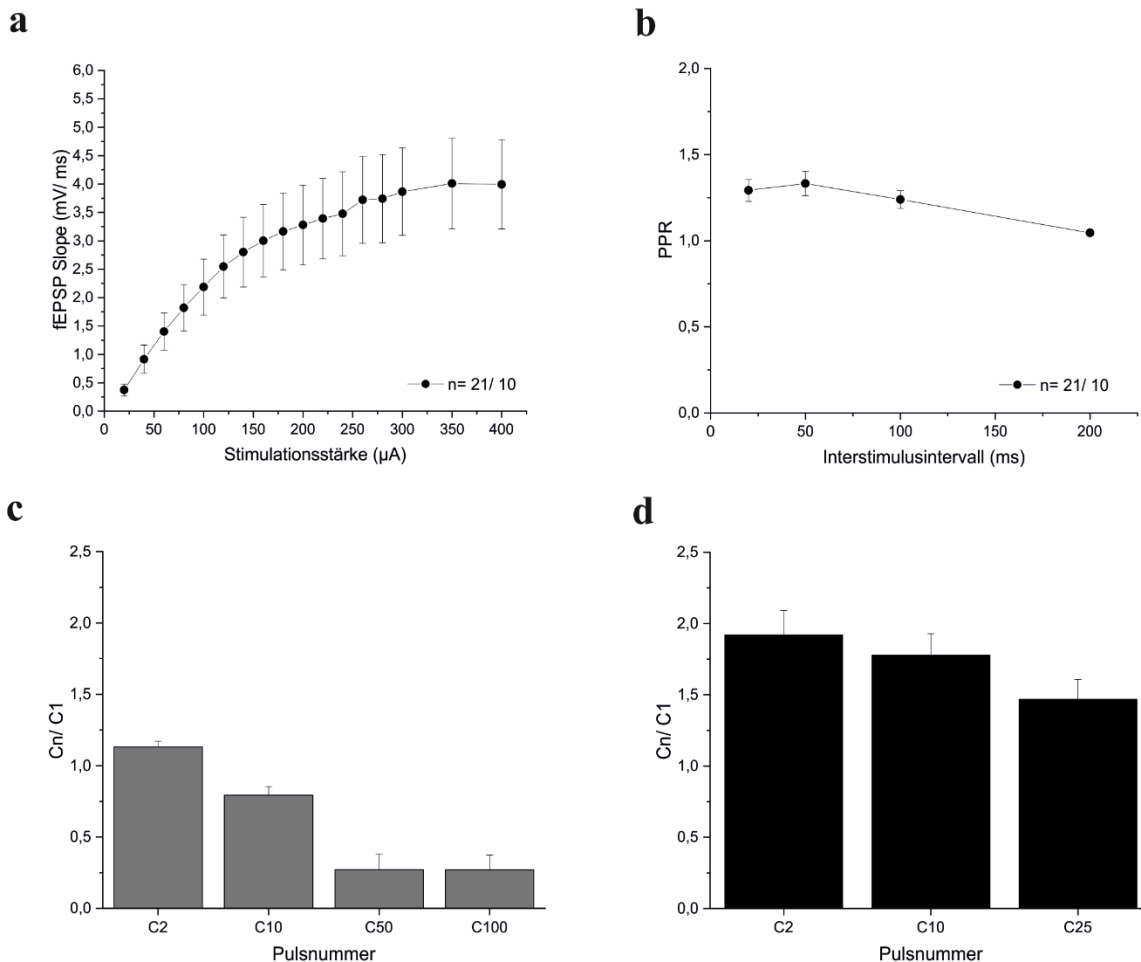 a
fEPSP Slope (mV/ ms)
6,0
5,5
5,0
4,5
4,0
3,5
3,0
2,5
2,0
1,5
1,0
0,5
0,0
n= 21/ 10
0 50 100 150 200 250 300 350 400
Stimulationsstärke (µA)
b
PPR
2,0
1,5
1,0
0,5
0,0
n= 21/ 10
0 50 100 150 200
Interstimulusintervall (ms)
c
Cn/ C1
2,5
2,0
1,5
1,0
0,5
0,0
C2 C10 C50 C100
Pulsnummer
d
Cn/ C1
2,5
2,0
1,5
1,0
0,5
0,0
C2 C10 C25
Pulsnummer